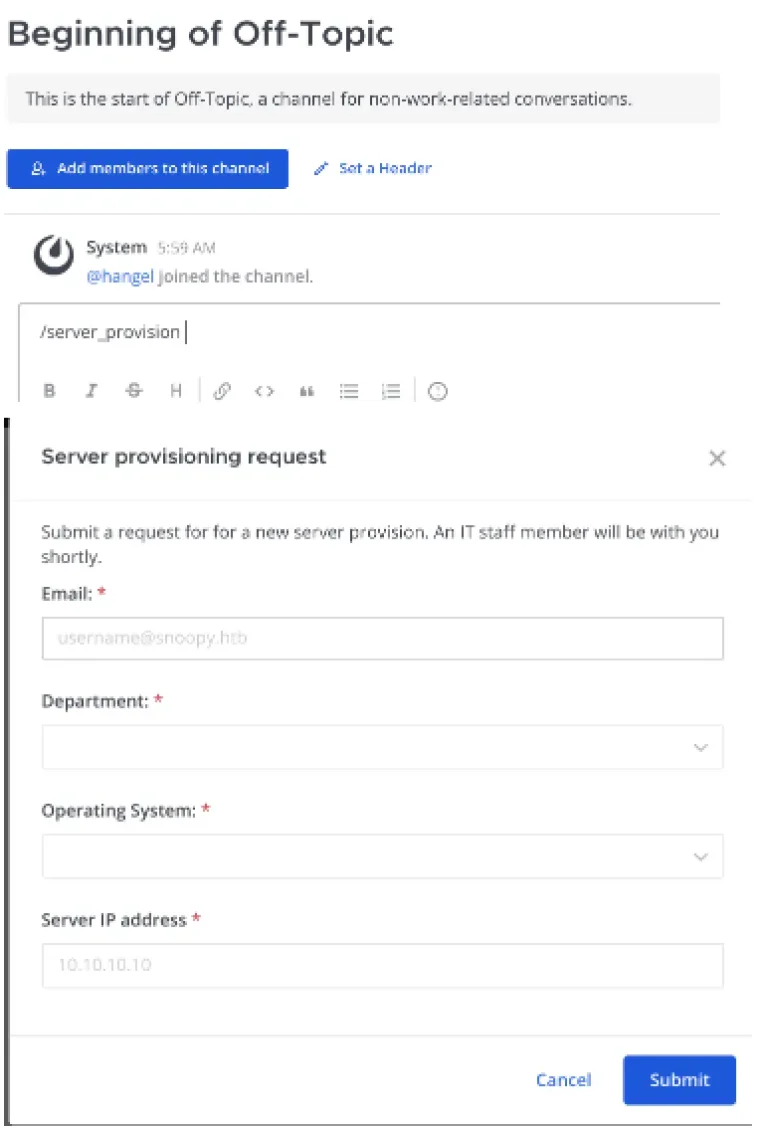 Beginning of Off-Topic
This is the start of Off-Topic, a channel for non-work-related conversations.
Add members to this channel
Set a Header
System 5:59 AM
@hangel joined the channel.
/server_provision
B I S H
Server provisioning request
Submit a request for for a new server provision. An IT staff member will be with you
shortly.
Email: *
username@snoopy.htb
Department: *
Operating System: *
Server IP address *
10.10.10.10
Cancel Submit